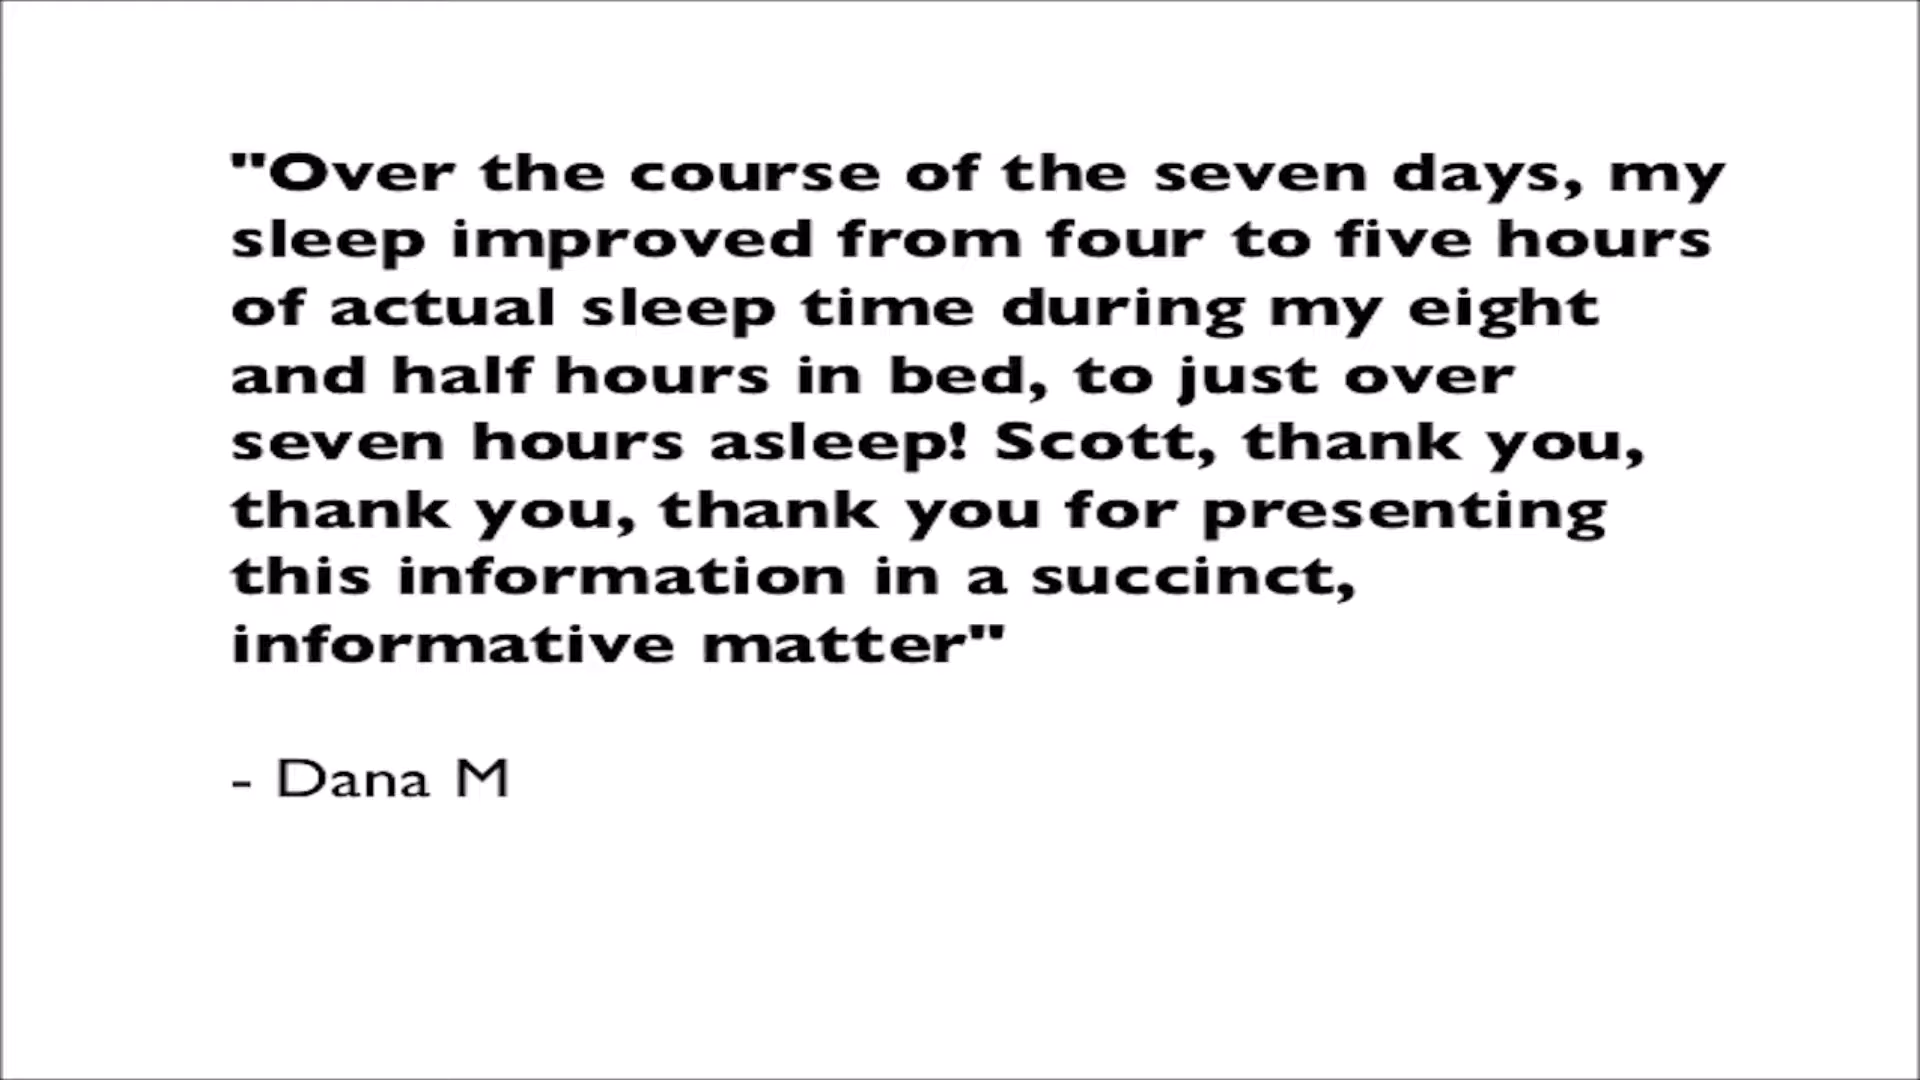 "Over the course of the seven days, my
sleep improved from four to five hours
of actual sleep time during my eight
and half hours in bed, to just over
seven hours asleep! Scott, thank you,
thank you, thank you for presenting
this information in a succinct,
informative matter"
- Dana M